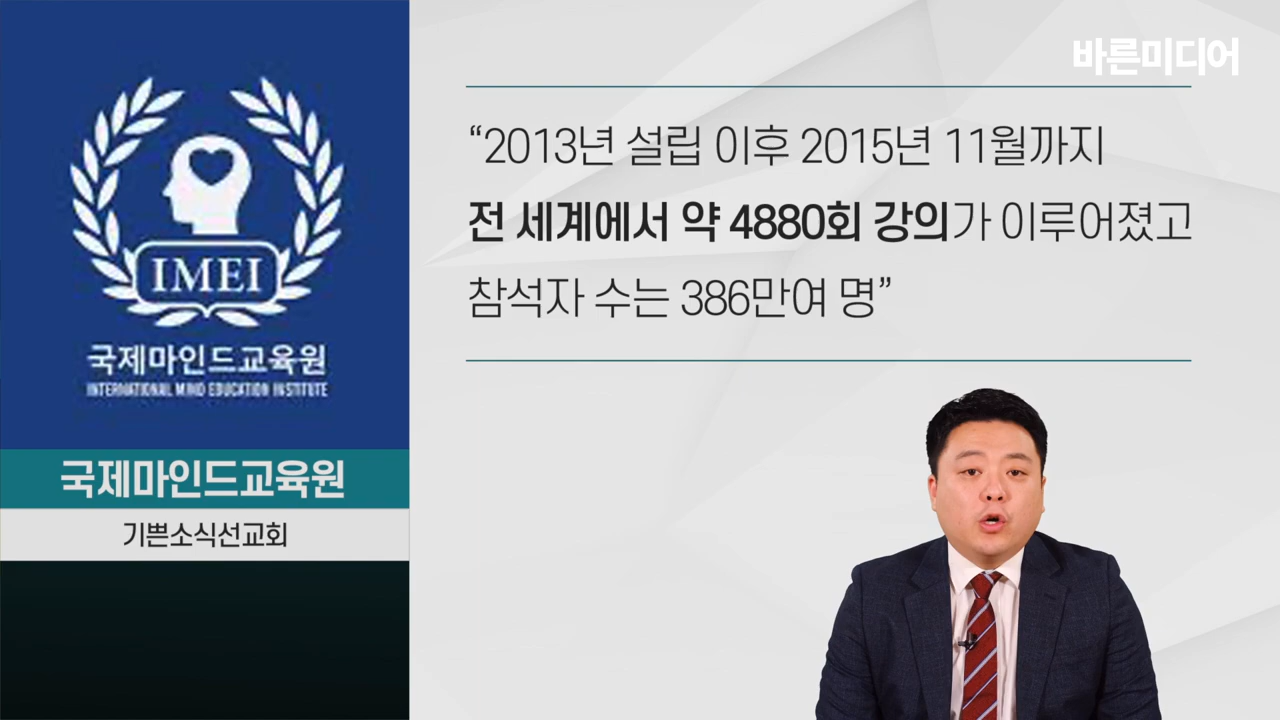 바른미디어
“2013년 설립 이후 2015년 11월까지
전 세계에서 약 4880회 강의가 이루어졌고
참석자 수는 386만여 명”
IMEI
국제마인드교육원
INTERNATIONAL MIND EDUCATION INSTITUTE
국제마인드교육원
기쁜소식선교회